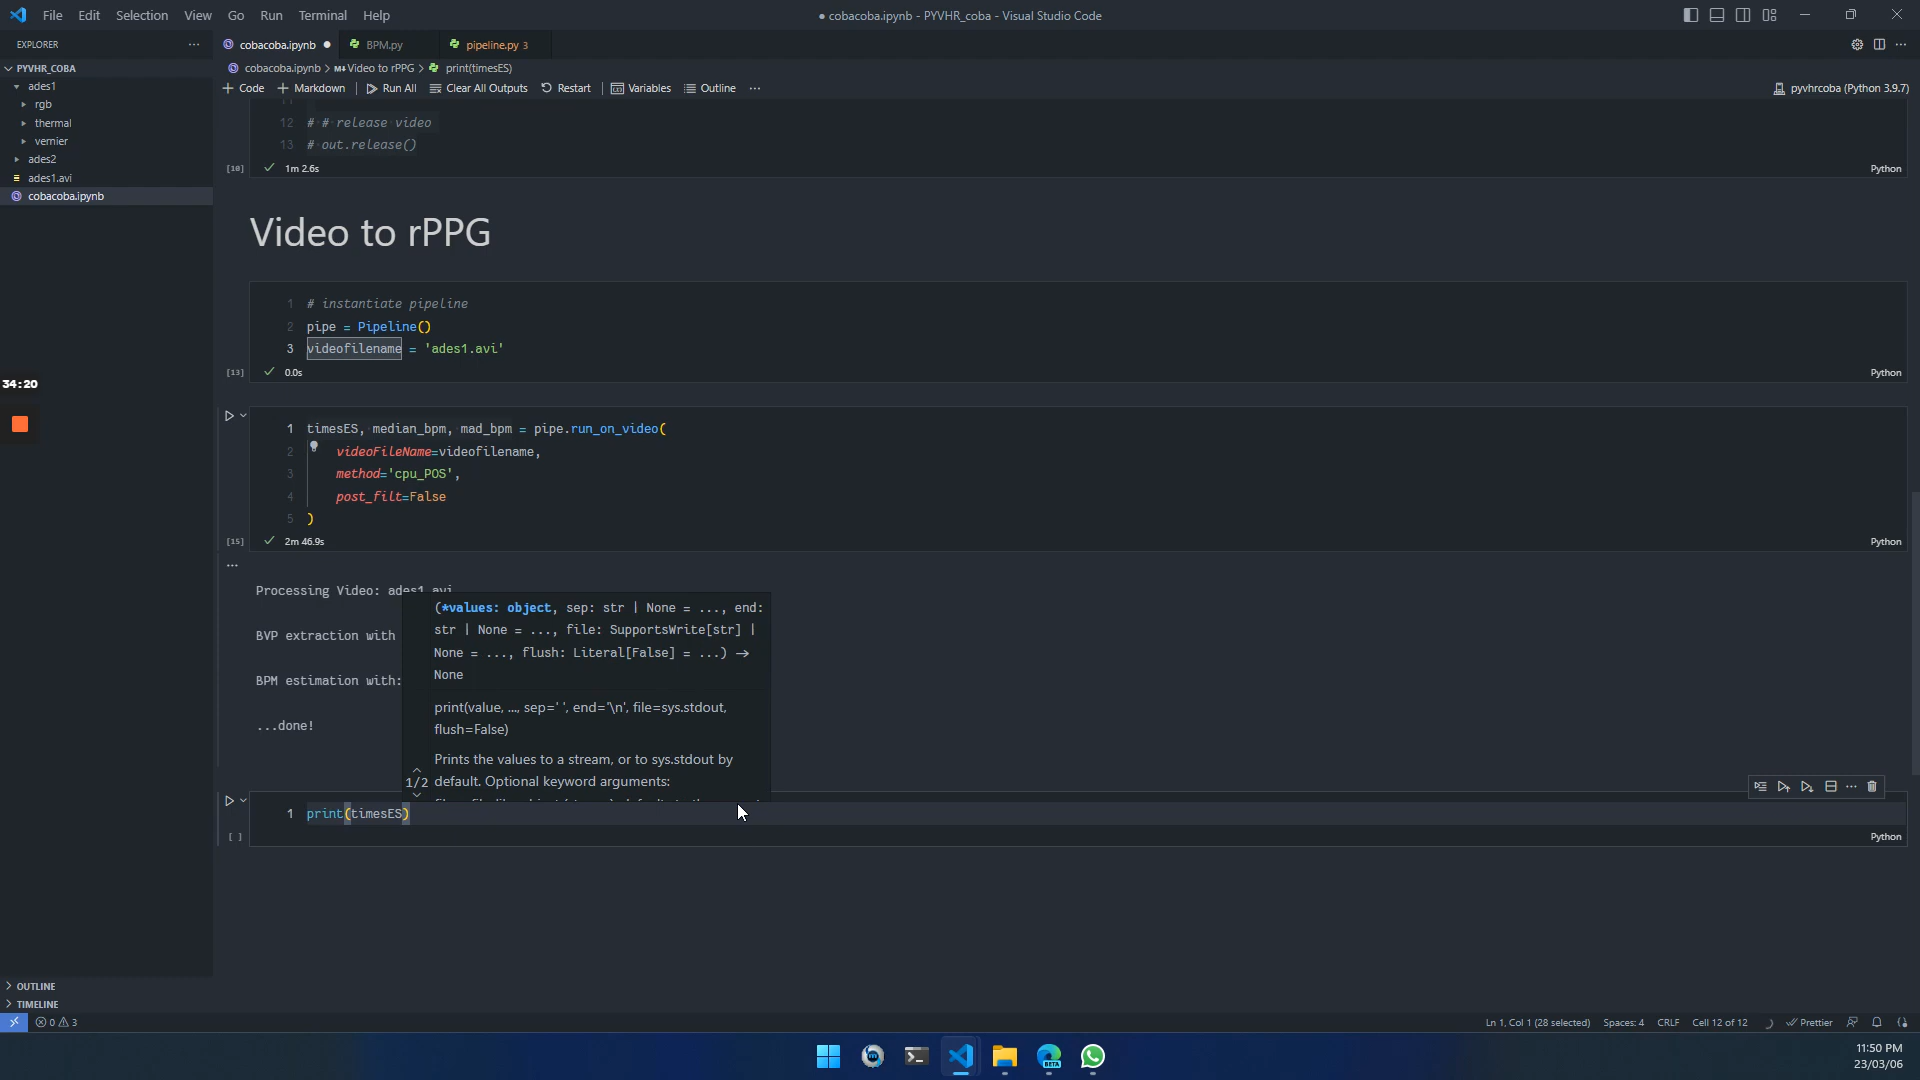 File Edit Selection View Go Run Terminal Help
● cobacoba.ipynb - PYVHR_coba - Visual Studio Code
EXPLORER ...
cobacoba.ipynb ●
BPM.py
pipeline.py 3
PYVHR_COBA
ades1
rgb
thermal
vernier
ades2
ades1.avi
cobacoba.ipynb
cobacoba.ipynb > M↓ Video to rPPG > print(timesES)
+ Code + Markdown | Run All Clear All Outputs Restart | Variables Outline ...
pyvhrcoba (Python 3.9.7)
11
12 # # release video
13 # out.release()
[10] 1m 2.6s Python
Video to rPPG
1 # instantiate pipeline
2 pipe = Pipeline()
3 videofilename = 'ades1.avi'
[13] 0.0s Python
34:20
1 timesES, median_bpm, mad_bpm = pipe.run_on_video(
2 videoFileName=videofilename,
3 method='cpu_POS',
4 post_filt=False
5 )
[15] 2m 46.9s Python
...
Processing Video: ades1.avi
BVP extraction with
BPM estimation with:
...done!
(*values: object, sep: str | None = ..., end:
str | None = ..., file: SupportsWrite[str] |
None = ..., flush: Literal[False] = ...) →
None
print(value, ..., sep=' ', end='\n', file=sys.stdout,
flush=False)
Prints the values to a stream, or to sys.stdout by
1/2 default. Optional keyword arguments:
1 print(timesES)
[ ] Python
OUTLINE
TIMELINE
0 3
Ln 1, Col 1 (28 selected) Spaces: 4 CRLF Cell 12 of 12 Prettier
BETA
11:50 PM
23/03/06